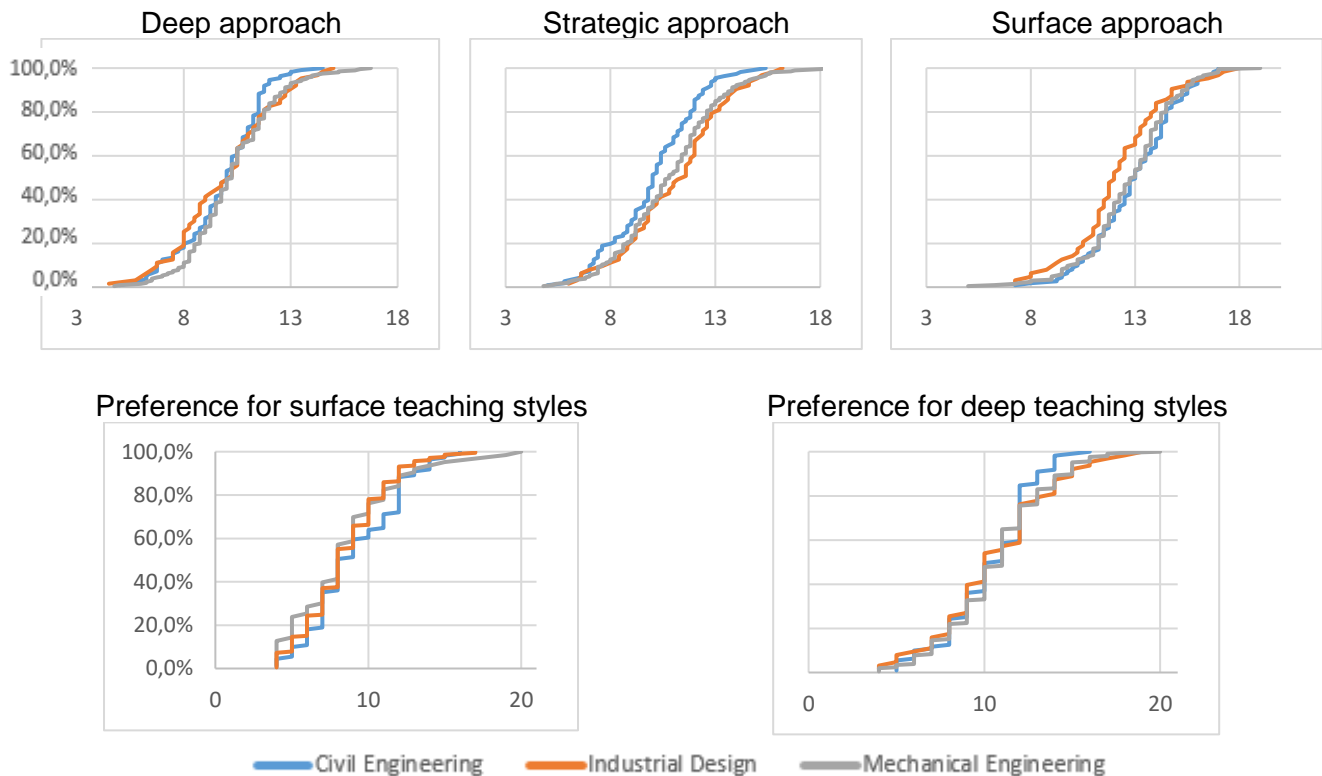 Deep approach
Strategic approach
Surface approach
100,0%
80,0%
60,0%
40,0%
20,0%
0,0%
3 8 13 18
3 8 13 18
3 8 13 18
Preference for surface teaching styles
Preference for deep teaching styles
100,0%
80,0%
60,0%
40,0%
20,0%
0,0%
0 10 20
0 10 20
Civil Engineering Industrial Design Mechanical Engineering